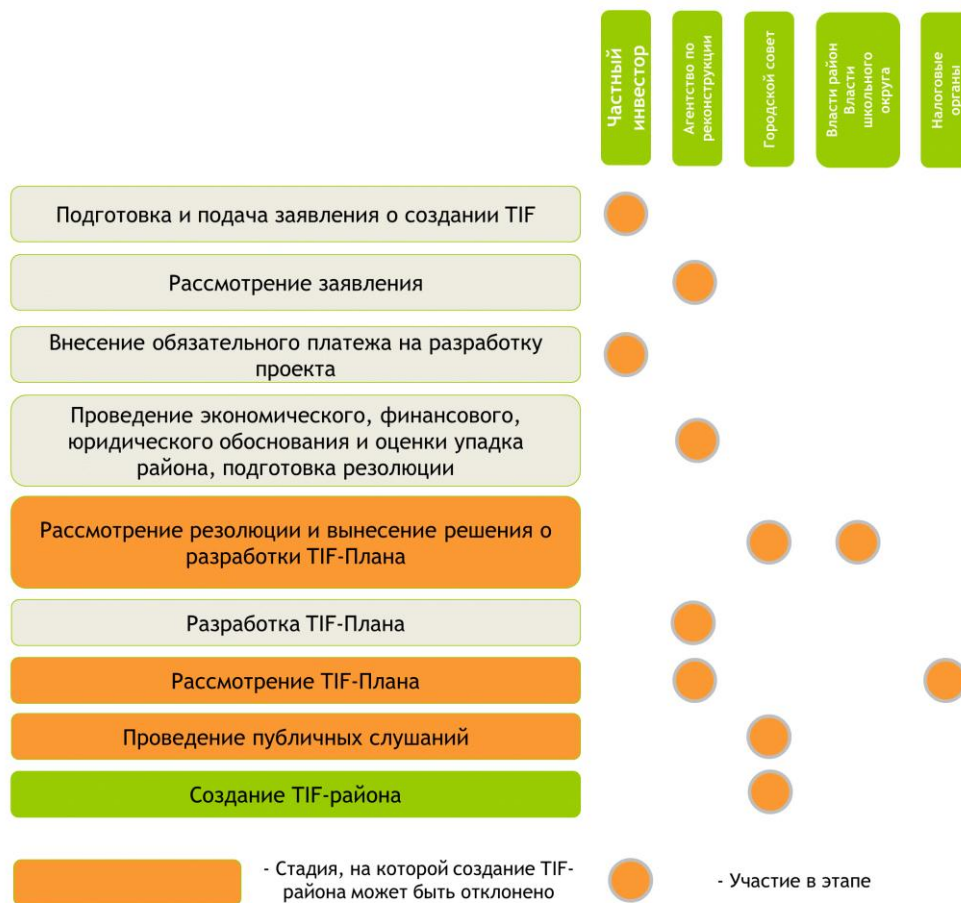 Частный
инвестор
Агентство по
реконструкции
Городской совет
Власти район
Власти
школьного
округа
Налоговые
органы
Подготовка и подача заявления о создании TIF
Рассмотрение заявления
Внесение обязательного платежа на разработку
проекта
Проведение экономического, финансового,
юридического обоснования и оценки упадка
района, подготовка резолюции
Рассмотрение резолюции и вынесение решения о
разработки TIF-Плана
Разработка TIF-Плана
Рассмотрение TIF-Плана
Проведение публичных слушаний
Создание TIF-района
- Стадия, на которой создание TIF-
района может быть отклонено
- Участие в этапе